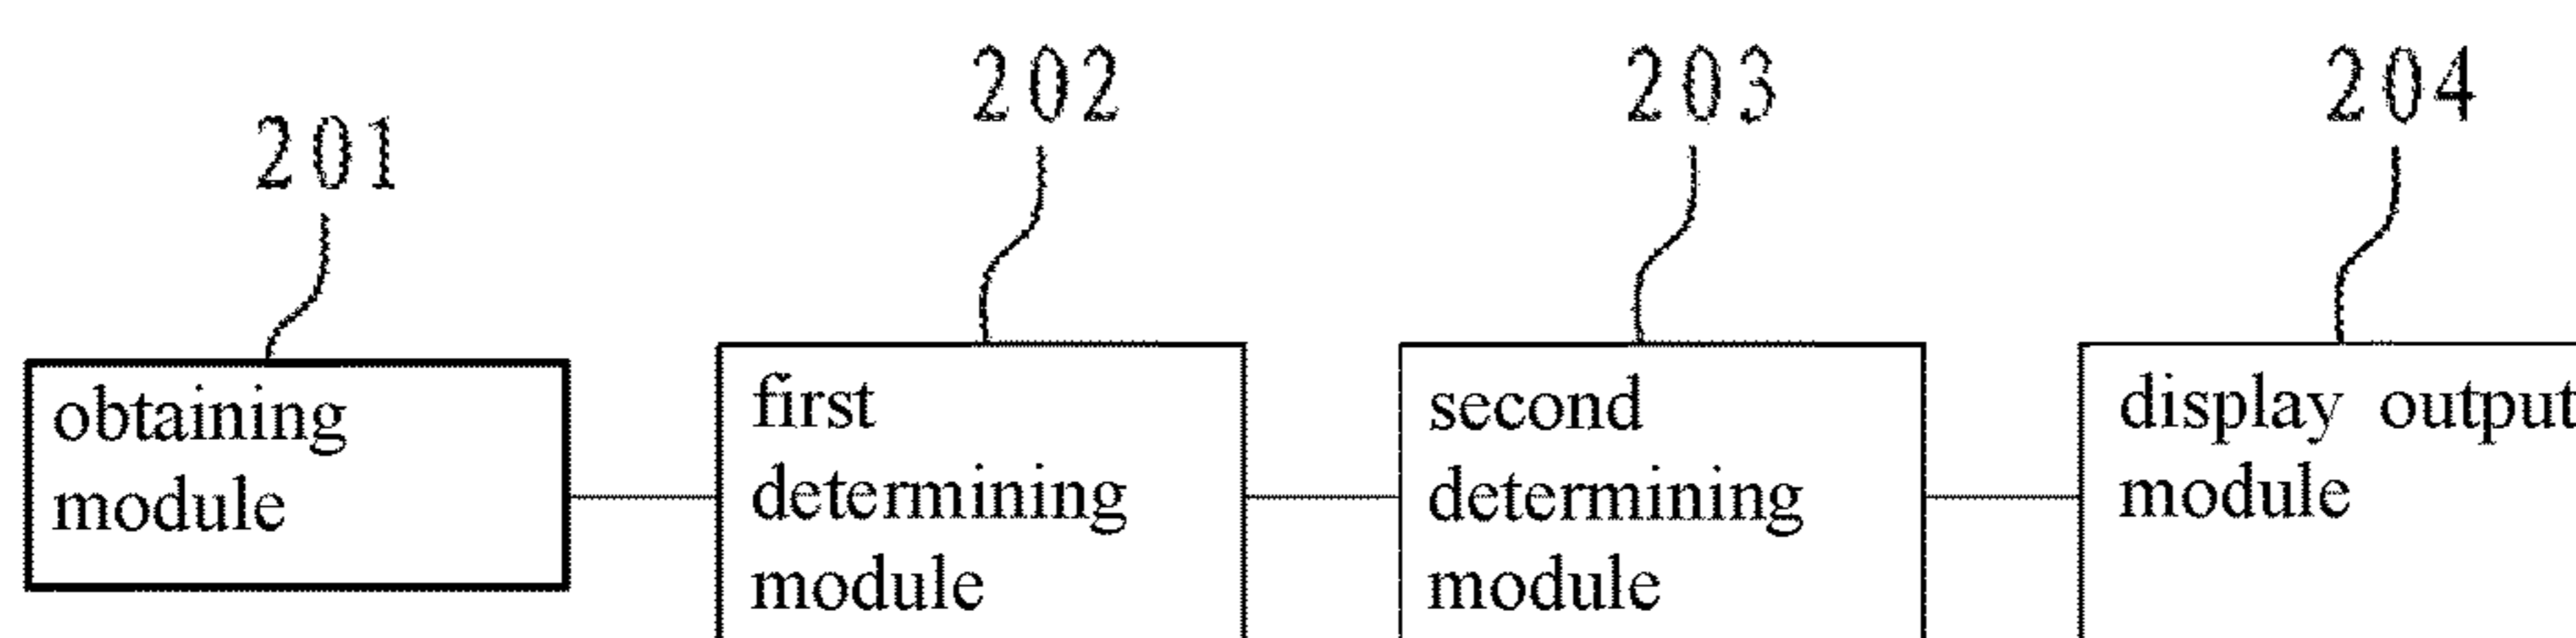 201
202
203
204
obtaining
module
first
determining
module
second
determining
module
display output
module